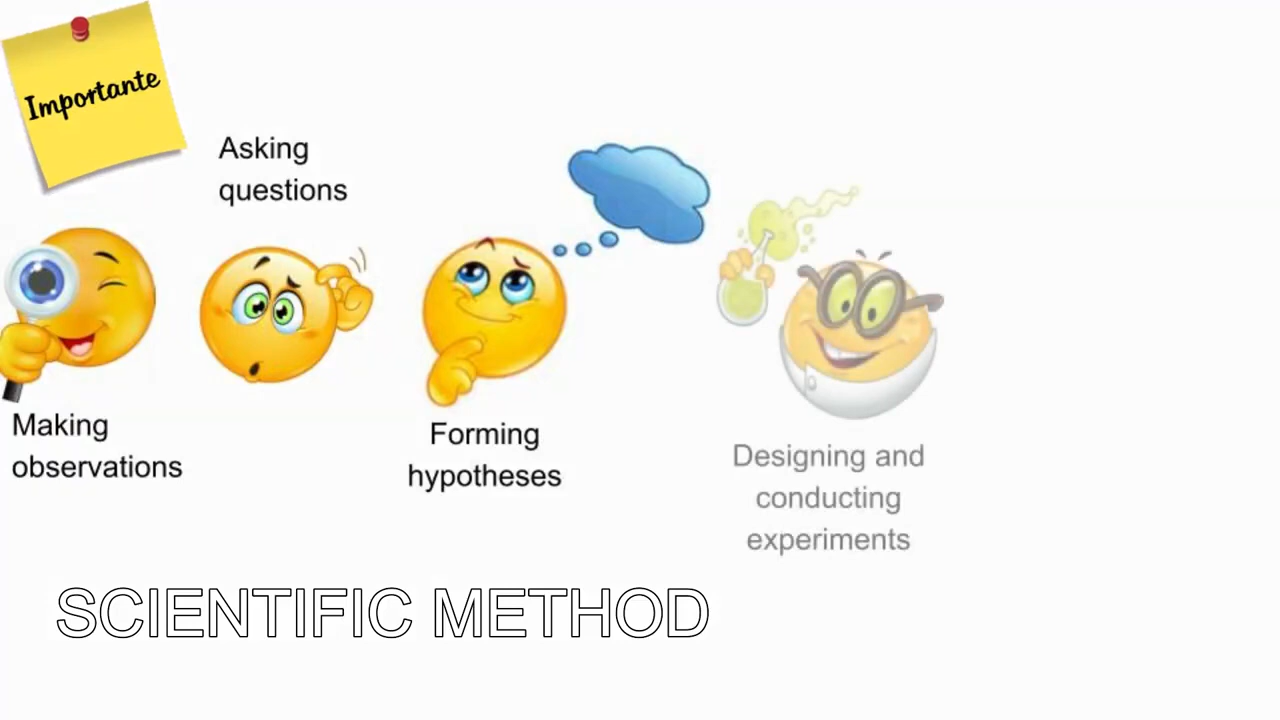 Importante
Asking
questions
Making
observations
Forming
hypotheses
Designing and
conducting
experiments
SCIENTIFIC METHOD